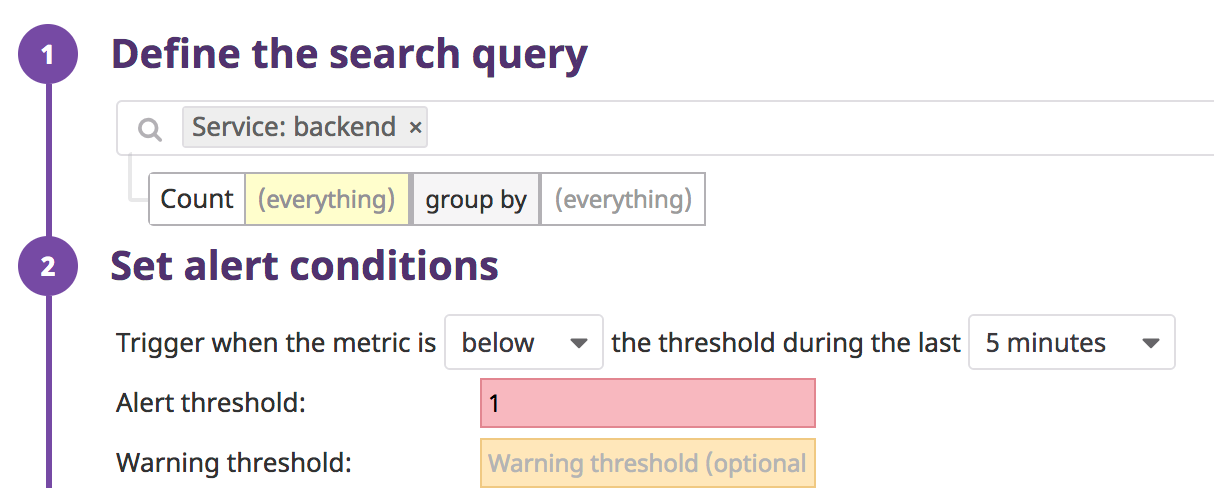 1 Define the search query
Service: backend ×
Count (everything) group by (everything)
2 Set alert conditions
Trigger when the metric is below the threshold during the last 5 minutes
Alert threshold: 1
Warning threshold: Warning threshold (optional